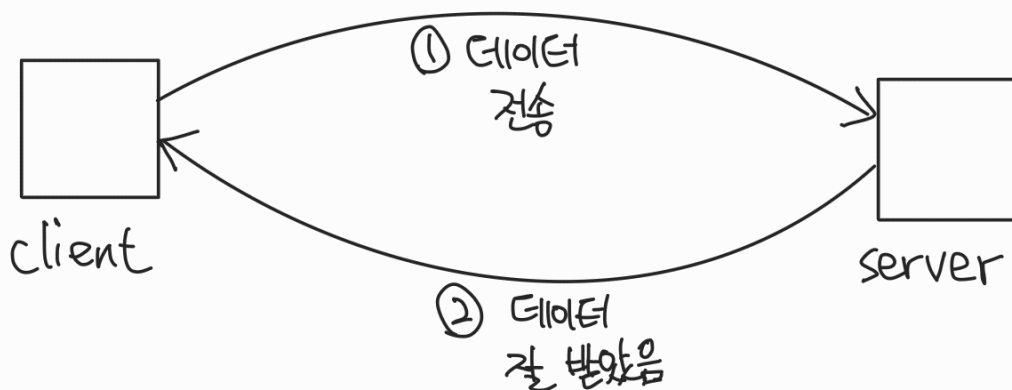 ① 데이터
전송
client
server
② 데이터
잘 받았음